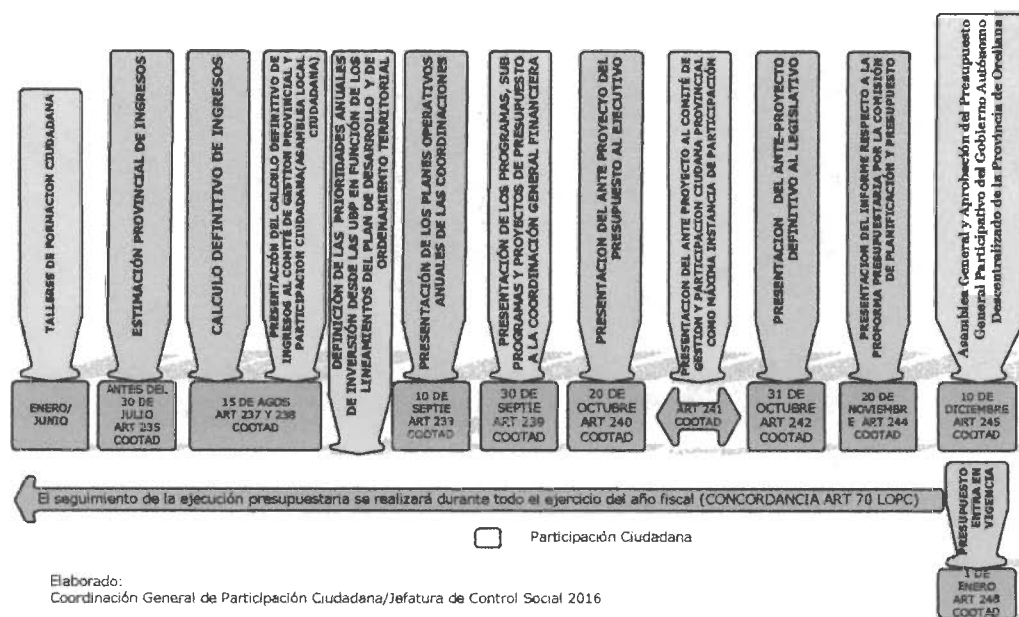 TALLERES DE FORMACION CIUDADANA
ENERO/
JUNIO
ESTIMACIÓN PROVINCIAL DE INGRESOS
ANTES DEL
30 DE
JULIO
ART 235
COOTAD
CALCULO DEFINITIVO DE INGRESOS
PRESENTACIÓN DEL CALCULO DEFINITIVO DE
INGRESOS AL COMITÉ DE GESTION PROVINCIAL Y
PARTICIPACION CIUDADANA(ASAMBLEA LOCAL
CIUDADANA)
15 DE AGOS
ART 237 Y 238
COOTAD
DEFINICIÓN DE LAS PRIORIDADES ANUALES
DE INVERSIÓN DESDE LAS UBP EN FUNCIÓN DE LOS
LINEAMIENTOS DEL PLAN DE DESARROLLO Y DE
ORDENAMIENTO TERRITORIAL
PRESENTACIÓN DE LOS PLANES OPERATIVOS
ANUALES DE LAS COORDINACIONES
10 DE
SEPTIE
ART 233
COOTAD
PRESENTACIÓN DE LOS PROGRAMAS, SUB
PROGRAMAS Y PROYECTOS DE PRESUPUESTO
A LA COORDINACIÓN GENERAL FINANCIERA
30 DE
SEPTIE
ART 239
COOTAD
PRESENTACIÓN DEL ANTE PROYECTO DEL
PRESUPUESTO AL EJECUTIVO
20 DE
OCTUBRE
ART 240
COOTAD
PRESENTACION DEL ANTE PROYECTO AL COMITÉ DE
GESTION Y PARTICIPACION CIUDANA PROVINCIAL
COMO MÁXIMA INSTANCIA DE PARTICIPACIÓN
ART 241
COOTAD
PRESENTACION DEL ANTE-PROYECTO
DEFINITIVO AL LEGISLATIVO
31 DE
OCTUBRE
ART 242
COOTAD
PRESENTACION DEL INFORME RESPECTO A LA
PROFORMA PRESUPUESTARIA POR LA COMISIÓN
DE PLANIFICACIÓN Y PRESUPUESTO
20 DE
NOVIEMBR
E ART 244
COOTAD
Asamblea General y Aprobación del Presupuesto
General Participativo del Gobierno Autónomo
Descentralizado de la Provincia de Orellana
10 DE
DICIEMBRE
ART 245
COOTAD
El seguimiento de la ejecución presupuestaria se realizará durante todo el ejercicio del año fiscal (CONCORDANCIA ART 70 LOPC)
PRESUPUESTO
ENTRA EN
VIGENCIA
1 DE
ENERO
ART 248
COOTAD
Participación Ciudadana
Elaborado:
Coordinación General de Participación Ciudadana/Jefatura de Control Social 2016